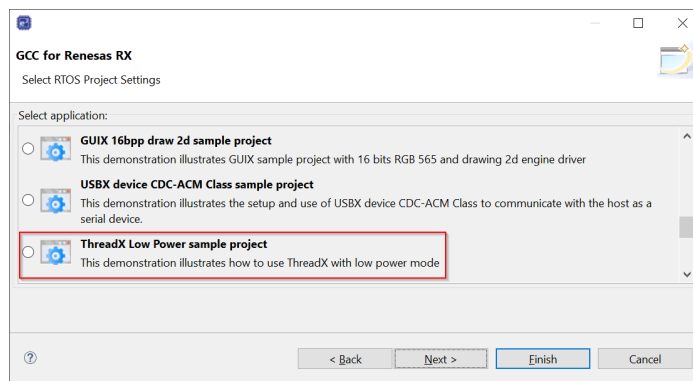 GCC for Renesas RX
Select RTOS Project Settings
Select application:
GUIX 16bpp draw 2d sample project
This demonstration illustrates GUIX sample project with 16 bits RGB 565 and drawing 2d engine driver
USBX device CDC-ACM Class sample project
This demonstration illustrates the setup and use of USBX device CDC-ACM Class to communicate with the host as a
serial device.
ThreadX Low Power sample project
This demonstration illustrates how to use ThreadX with low power mode
?
< Back
Next >
Finish
Cancel